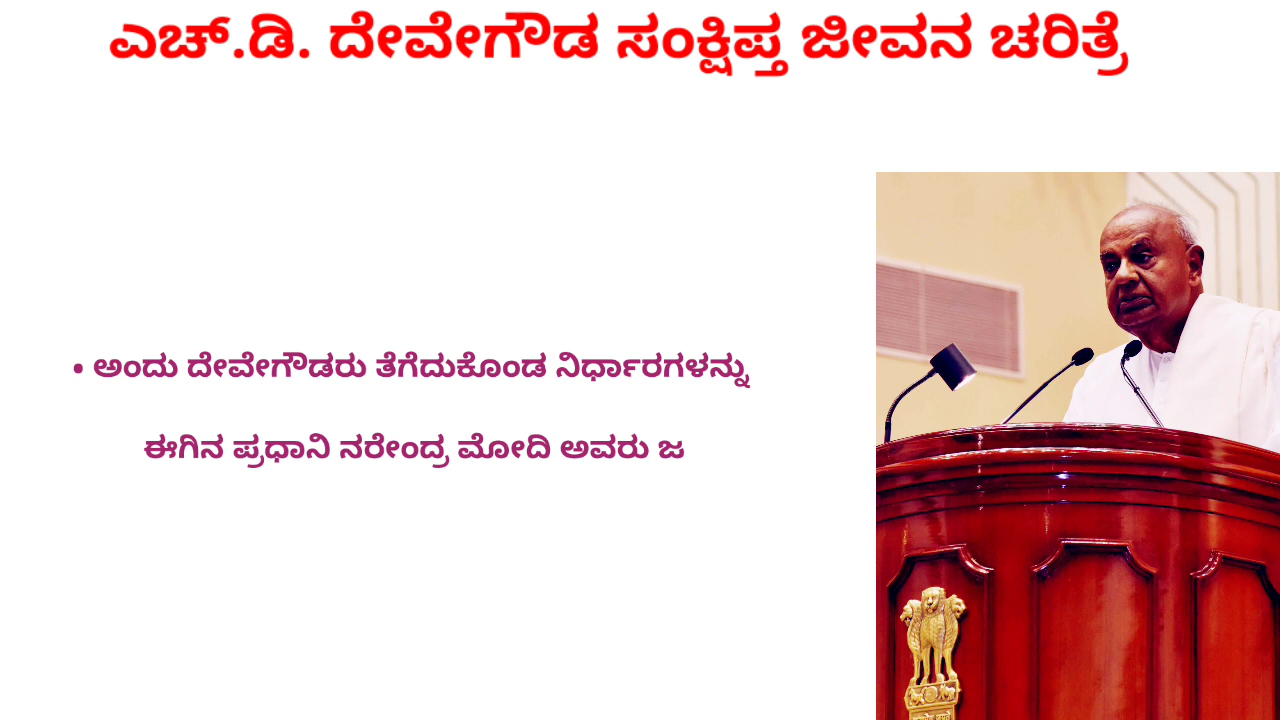 ಎಚ್.ಡಿ. ದೇವೇಗೌಡ ಸಂಕ್ಷಿಪ್ತ ಜೀವನ ಚರಿತ್ರೆ
• ಅಂದು ದೇವೇಗೌಡರು ತೆಗೆದುಕೊಂಡ ನಿರ್ಧಾರಗಳನ್ನು
ಈಗಿನ ಪ್ರಧಾನಿ ನರೇಂದ್ರ ಮೋದಿ ಅವರು ಜ